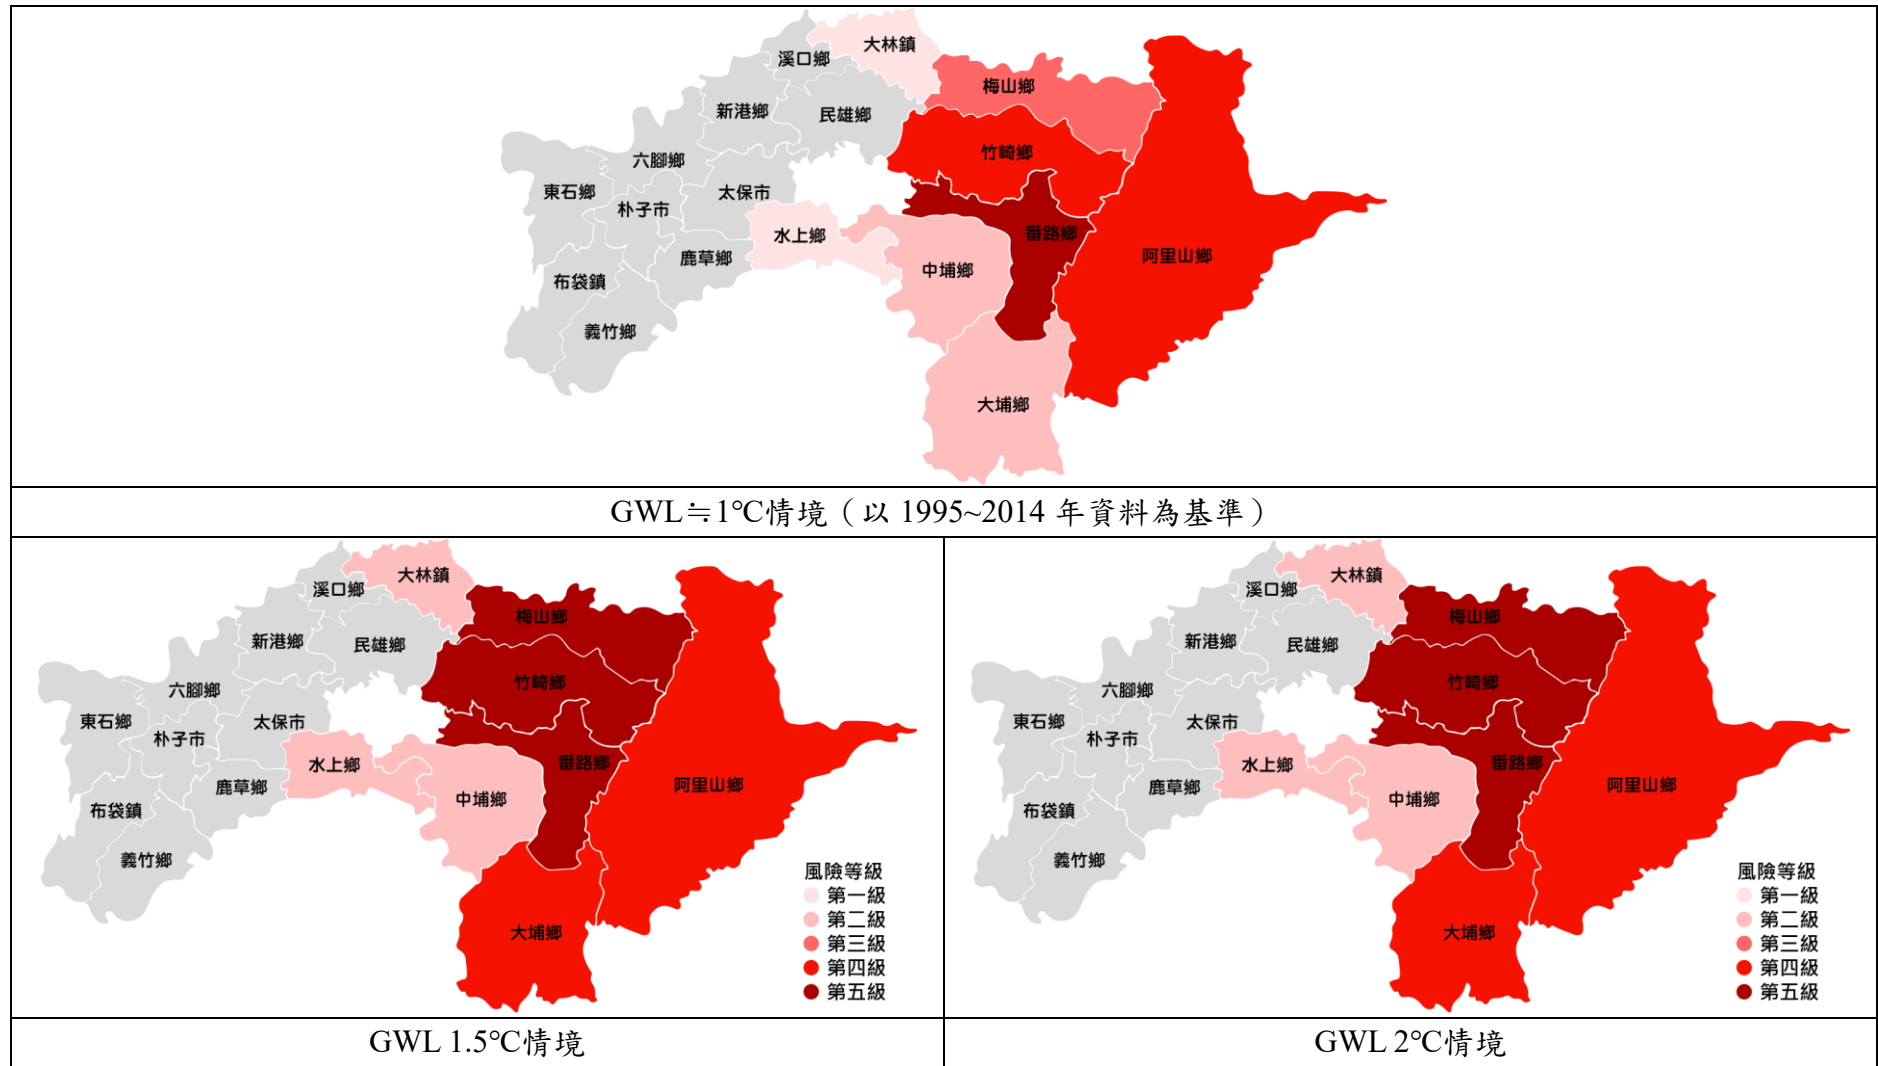 大林鎮
溪口鄉
梅山鄉
新港鄉
民雄鄉
竹崎鄉
六腳鄉
東石鄉
太保市
朴子市
水上鄉
番路鄉
鹿草鄉
阿里山鄉
中埔鄉
布袋鎮
義竹鄉
大埔鄉
GWL≒1℃情境（以 1995~2014 年資料為基準）
大林鎮
溪口鄉
梅山鄉
新港鄉
民雄鄉
竹崎鄉
六腳鄉
東石鄉
太保市
朴子市
水上鄉
番路鄉
鹿草鄉
阿里山鄉
中埔鄉
布袋鎮
義竹鄉
大埔鄉
風險等級
第一級
第二級
第三級
第四級
第五級
GWL 1.5℃情境
大林鎮
溪口鄉
梅山鄉
新港鄉
民雄鄉
竹崎鄉
六腳鄉
東石鄉
太保市
朴子市
水上鄉
番路鄉
鹿草鄉
阿里山鄉
中埔鄉
布袋鎮
義竹鄉
大埔鄉
風險等級
第一級
第二級
第三級
第四級
第五級
GWL 2℃情境